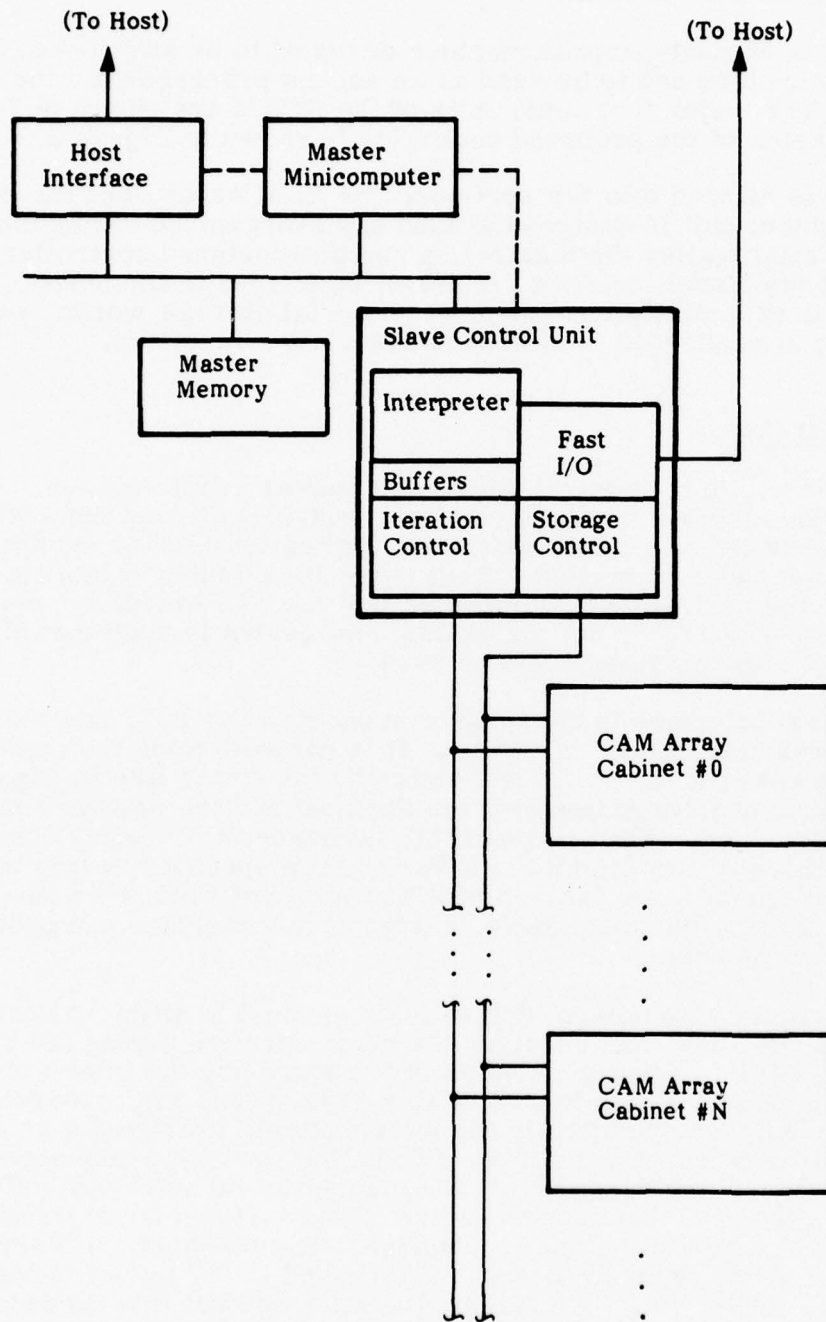 (To Host)
(To Host)
Host
Interface
Master
Minicomputer
Slave Control Unit
Master
Memory
Interpreter
Fast
I/O
Buffers
Iteration
Control
Storage
Control
CAM Array
Cabinet #0
CAM Array
Cabinet #N